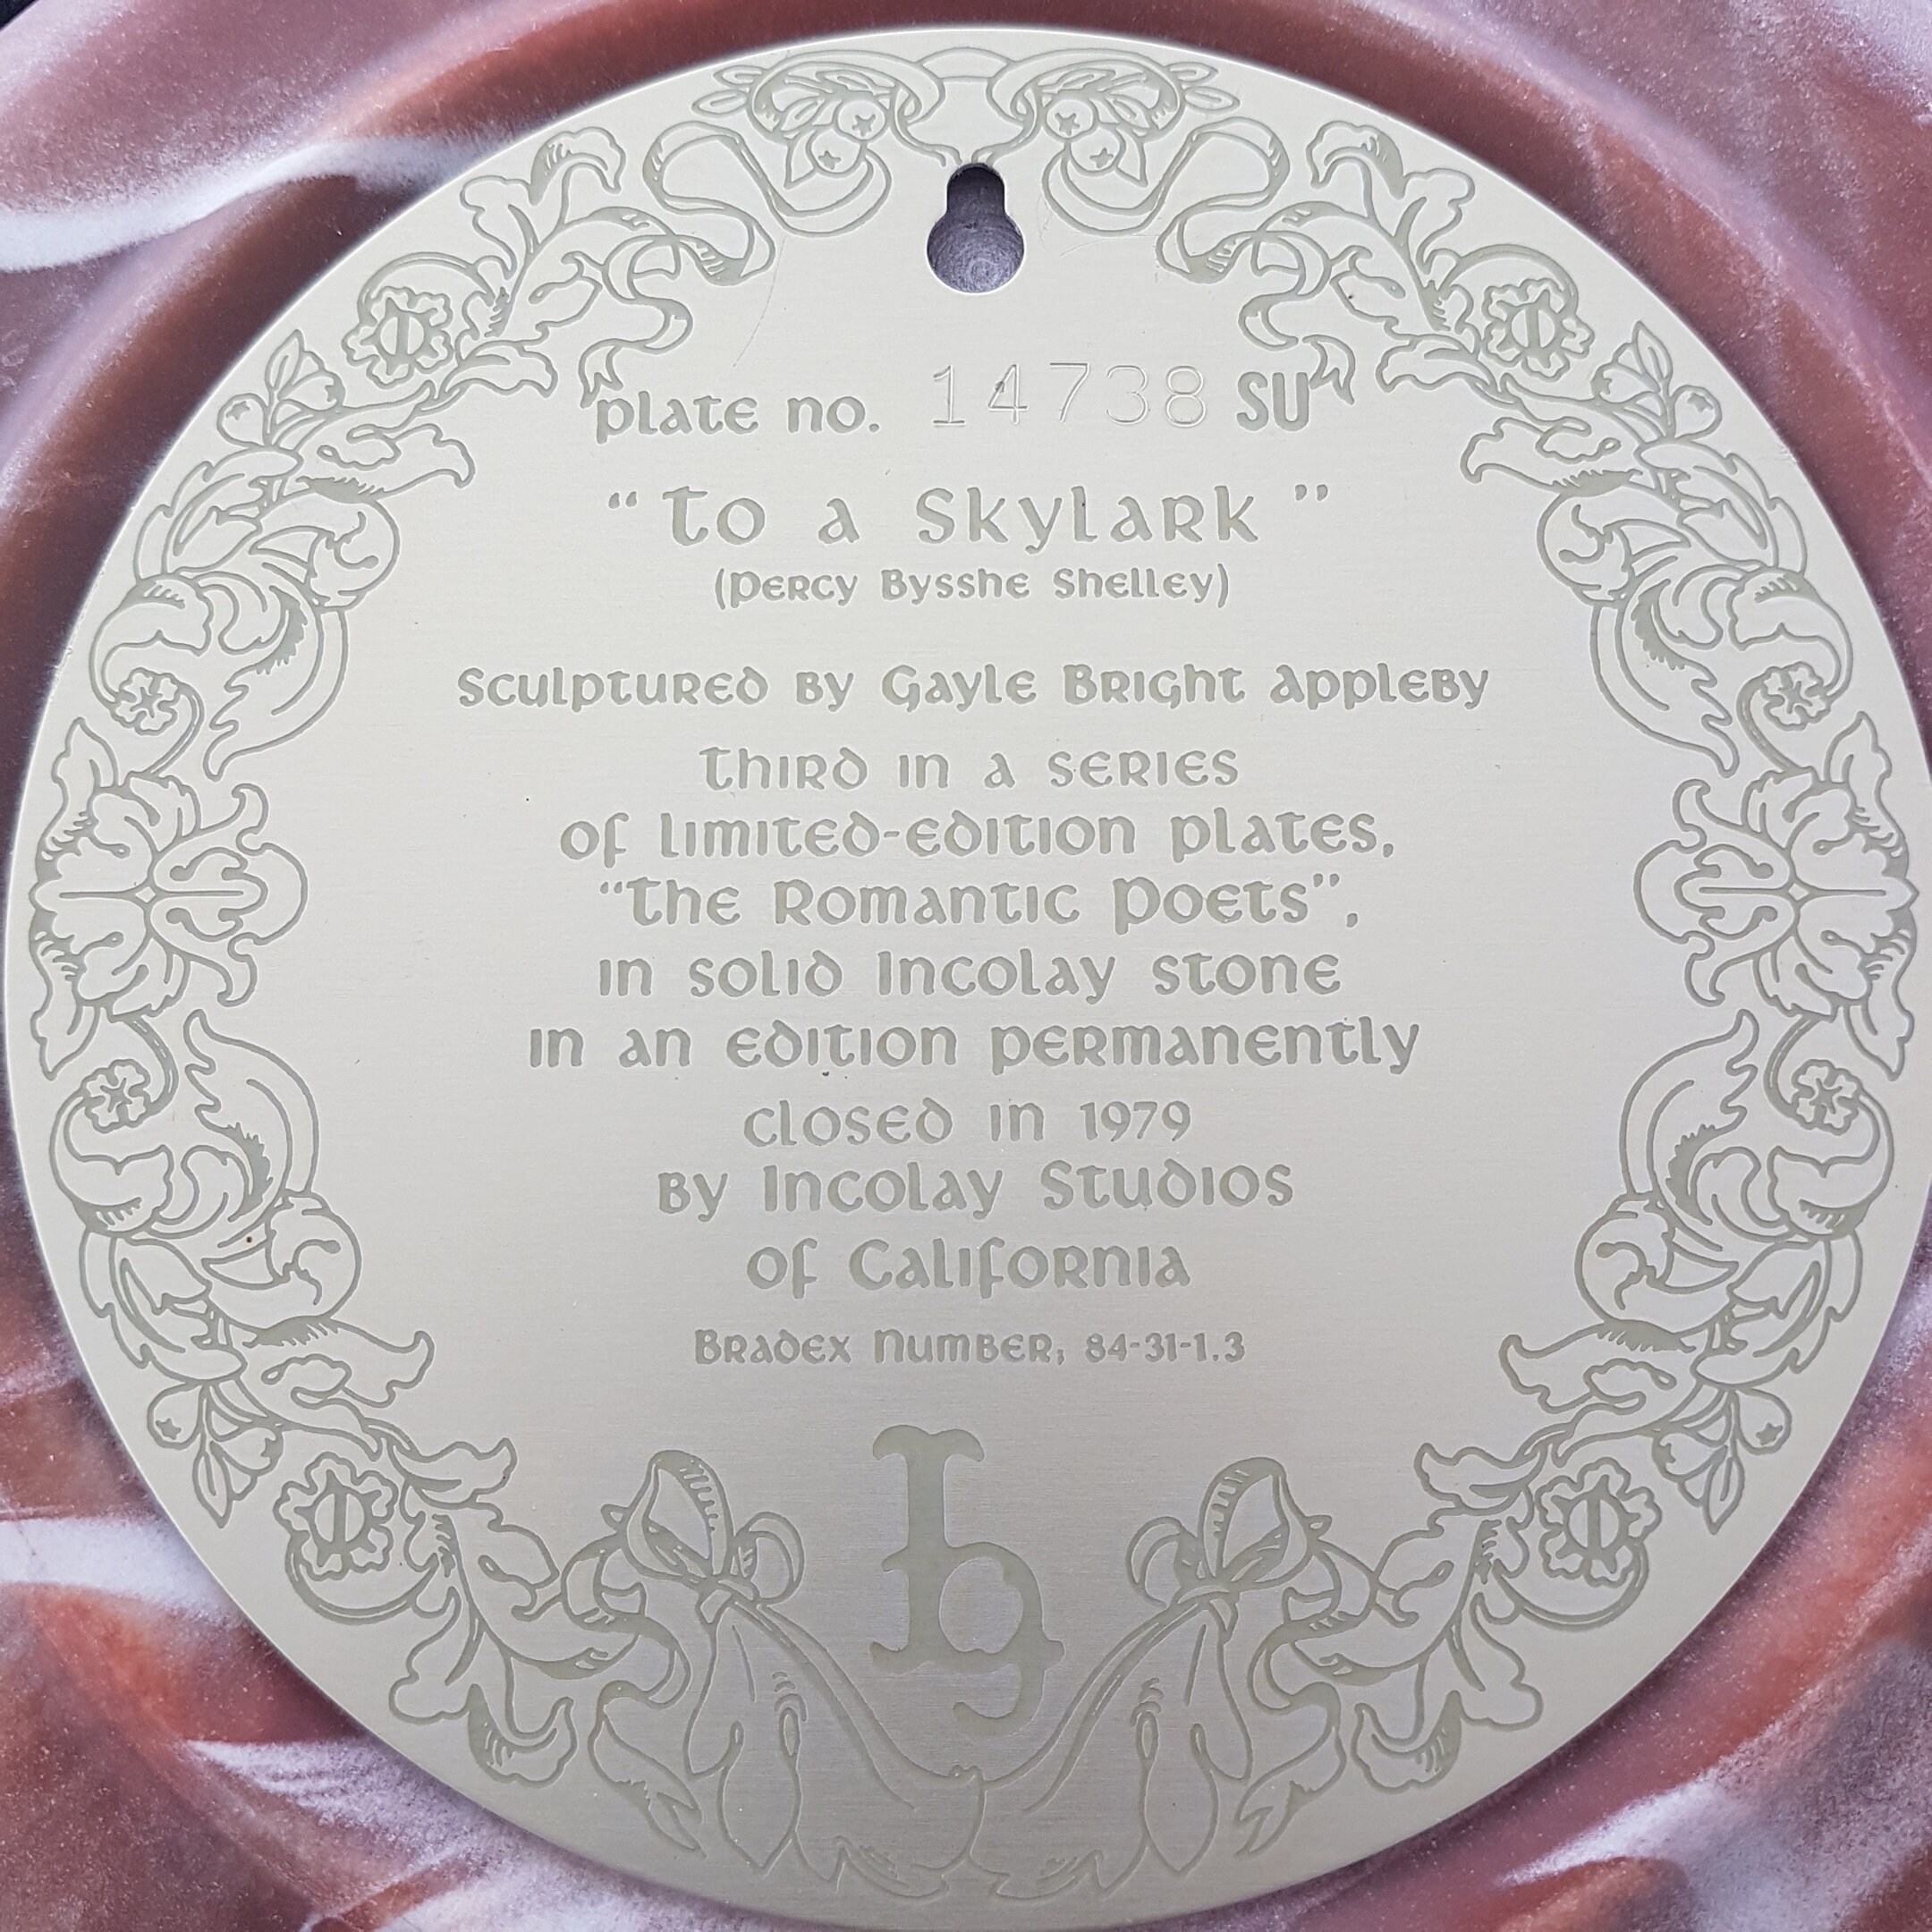 Plate no. 14738 SU
“To a Skylark”
(Percy Bysshe Shelley)
Sculptured by Gayle Bright Appleby
Third in a series
of limited-edition plates,
“The Romantic Poets”,
in solid Incolay stone
in an edition permanently
closed in 1979
by Incolay Studios
of California
Bradex Number; 84-31-1.3